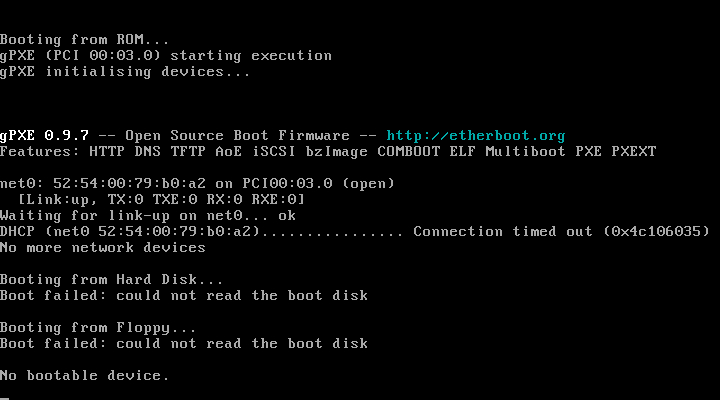 Booting from ROM...
gPXE (PCI 00:03.0) starting execution
gPXE initialising devices...
gPXE 0.9.7 -- Open Source Boot Firmware -- http://etherboot.org
Features: HTTP DNS TFTP AoE iSCSI bzImage COMBOOT ELF Multiboot PXE PXEXT
net0: 52:54:00:79:b0:a2 on PCI00:03.0 (open)
[Link:up, TX:0 TXE:0 RX:0 RXE:0]
Waiting for link-up on net0... ok
DHCP (net0 52:54:00:79:b0:a2)................ Connection timed out (0x4c106035)
No more network devices
Booting from Hard Disk...
Boot failed: could not read the boot disk
Booting from Floppy...
Boot failed: could not read the boot disk
No bootable device.